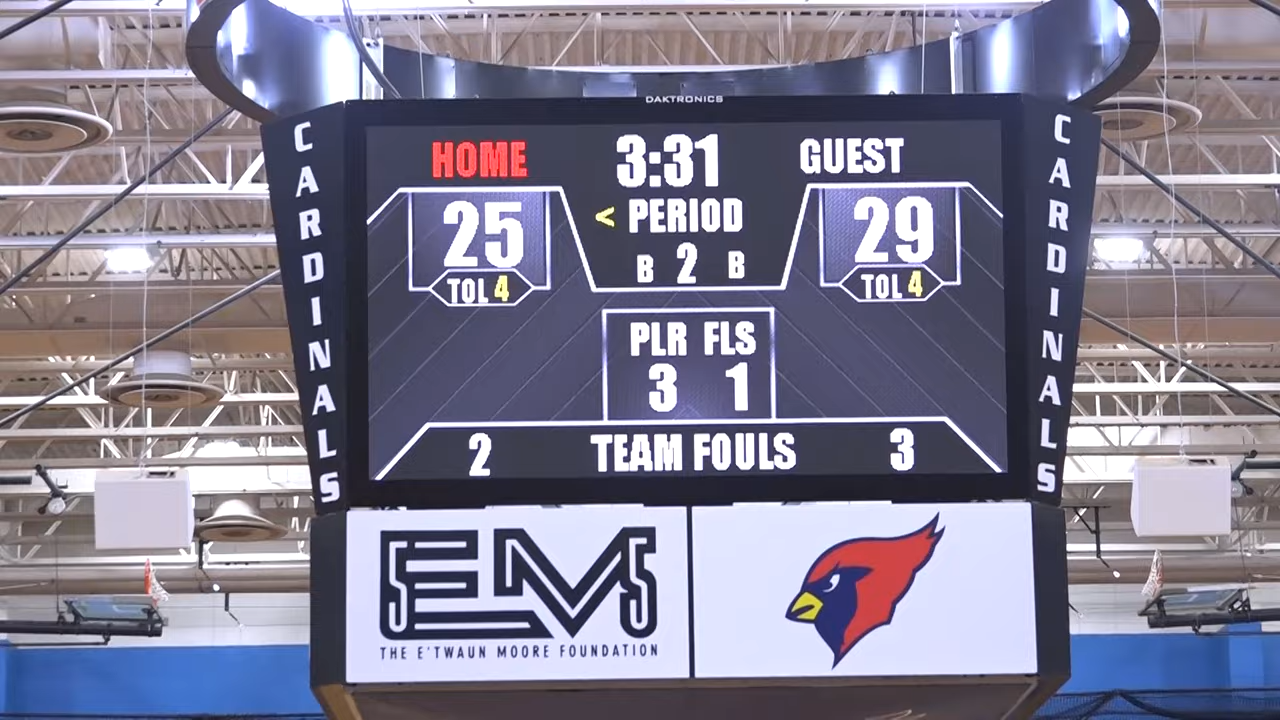 DAKTRONICS
CARDINALS
HOME 3:31 GUEST
25 < PERIOD 29
B 2 B
TOL 4 TOL 4
PLR FLS
3 1
2 TEAM FOULS 3
CARDINALS
5EM5
THE E'TWAUN MOORE FOUNDATION